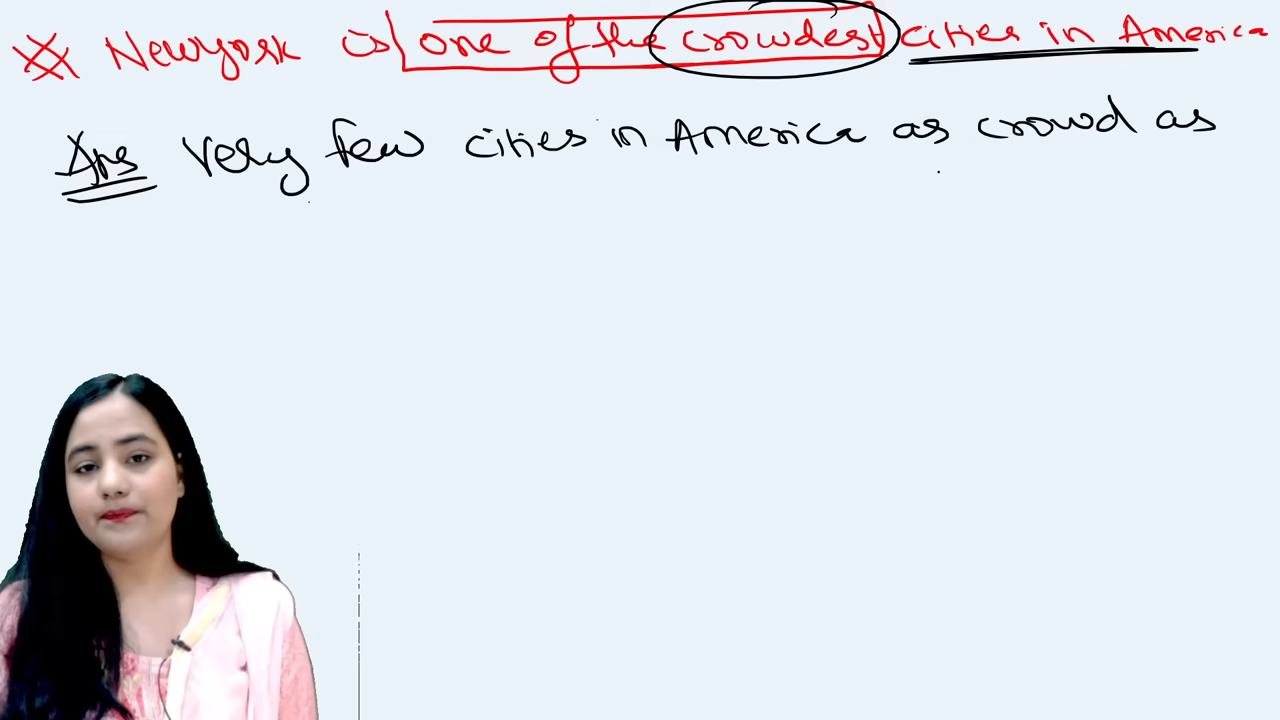 Newyork is one of the crowdest cities in America
Ans Very few cities in America as crowd as